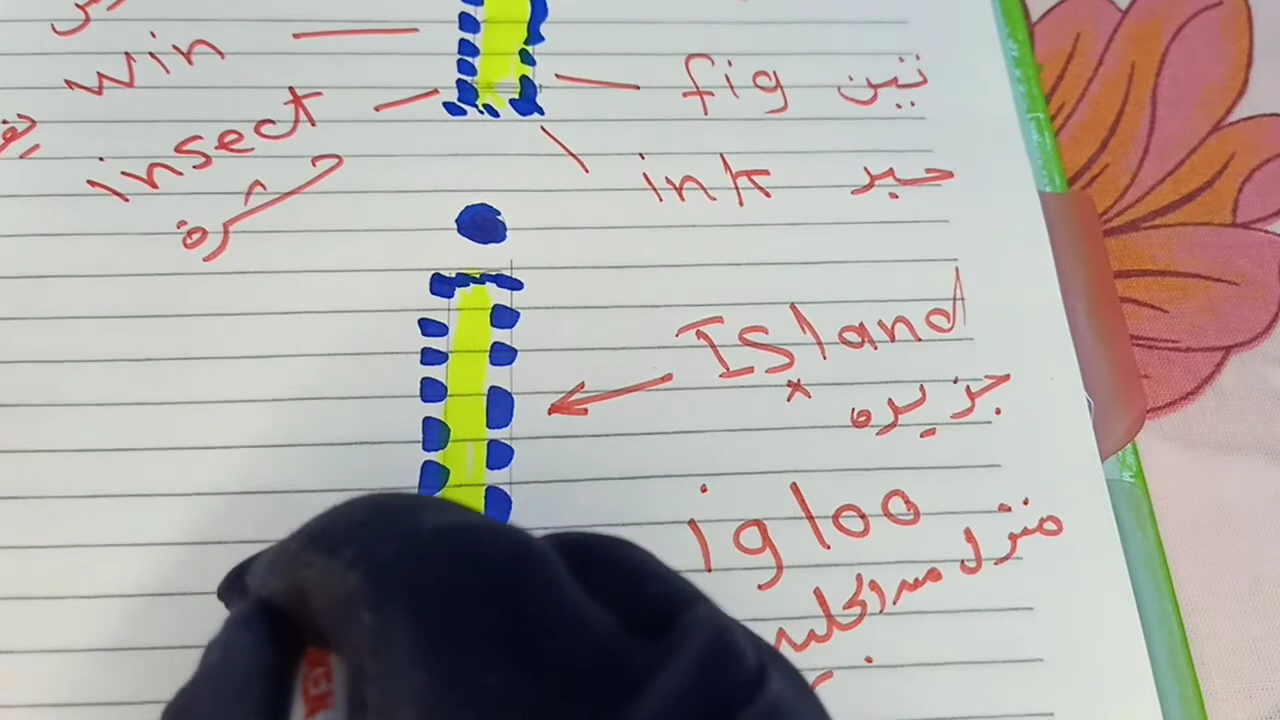 win
fig تين
insect
حشرة
ink حبر
Island
جزيره
igloo
منزل من الجليد